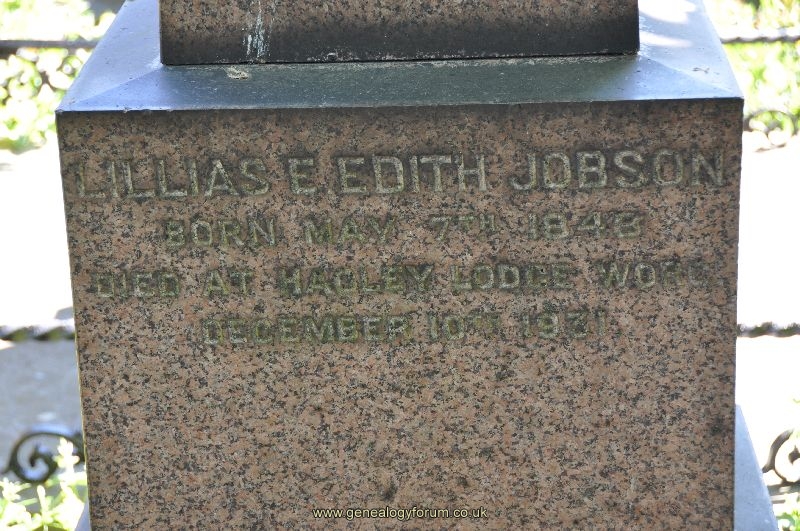 LILLIAS E. EDITH JOBSON
BORN MAY 7TH 1848
DIED AT HAGLEY LODGE WORC.
DECEMBER 10TH 1931
www.genealogyforum.co.uk